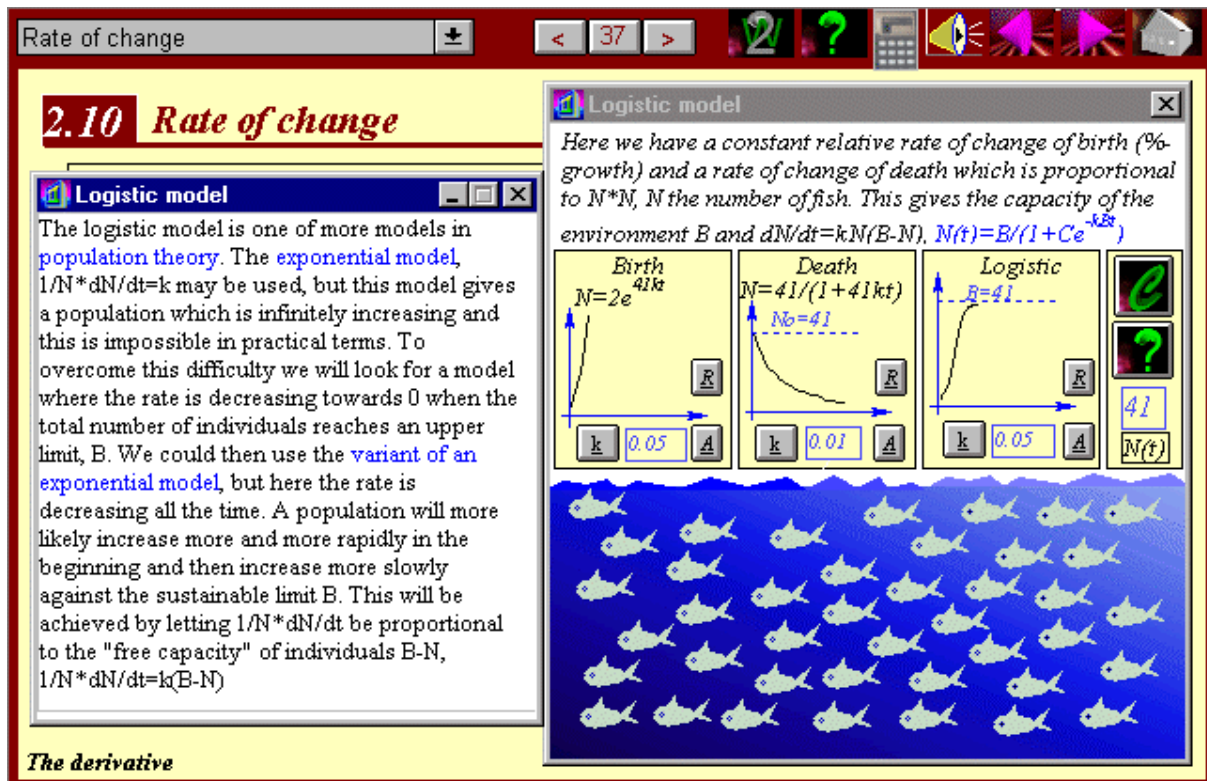 Rate of change
< 37 >
2.10 Rate of change
Logistic model
The logistic model is one of more models in
population theory. The exponential model,
1/N*dN/dt=k may be used, but this model gives
a population which is infinitely increasing and
this is impossible in practical terms. To
overcome this difficulty we will look for a model
where the rate is decreasing towards 0 when the
total number of individuals reaches an upper
limit, B. We could then use the variant of an
exponential model, but here the rate is
decreasing all the time. A population will more
likely increase more and more rapidly in the
beginning and then increase more slowly
against the sustainable limit B. This will be
achieved by letting 1/N*dN/dt be proportional
to the "free capacity" of individuals B-N,
1/N*dN/dt=k(B-N)
The derivative
Logistic model
Here we have a constant relative rate of change of birth (%-
growth) and a rate of change of death which is proportional
to N*N, N the number of fish. This gives the capacity of the
environment B and dN/dt=kN(B-N), N(t)=B/(1+Ce^-kBt)
Birth
N=2e^41kt
R
k 0.05 A
Death
N=41/(1+41kt)
No=41
R
k 0.01 A
Logistic
B=41
R
k 0.05 A
C
?
41
N(t)